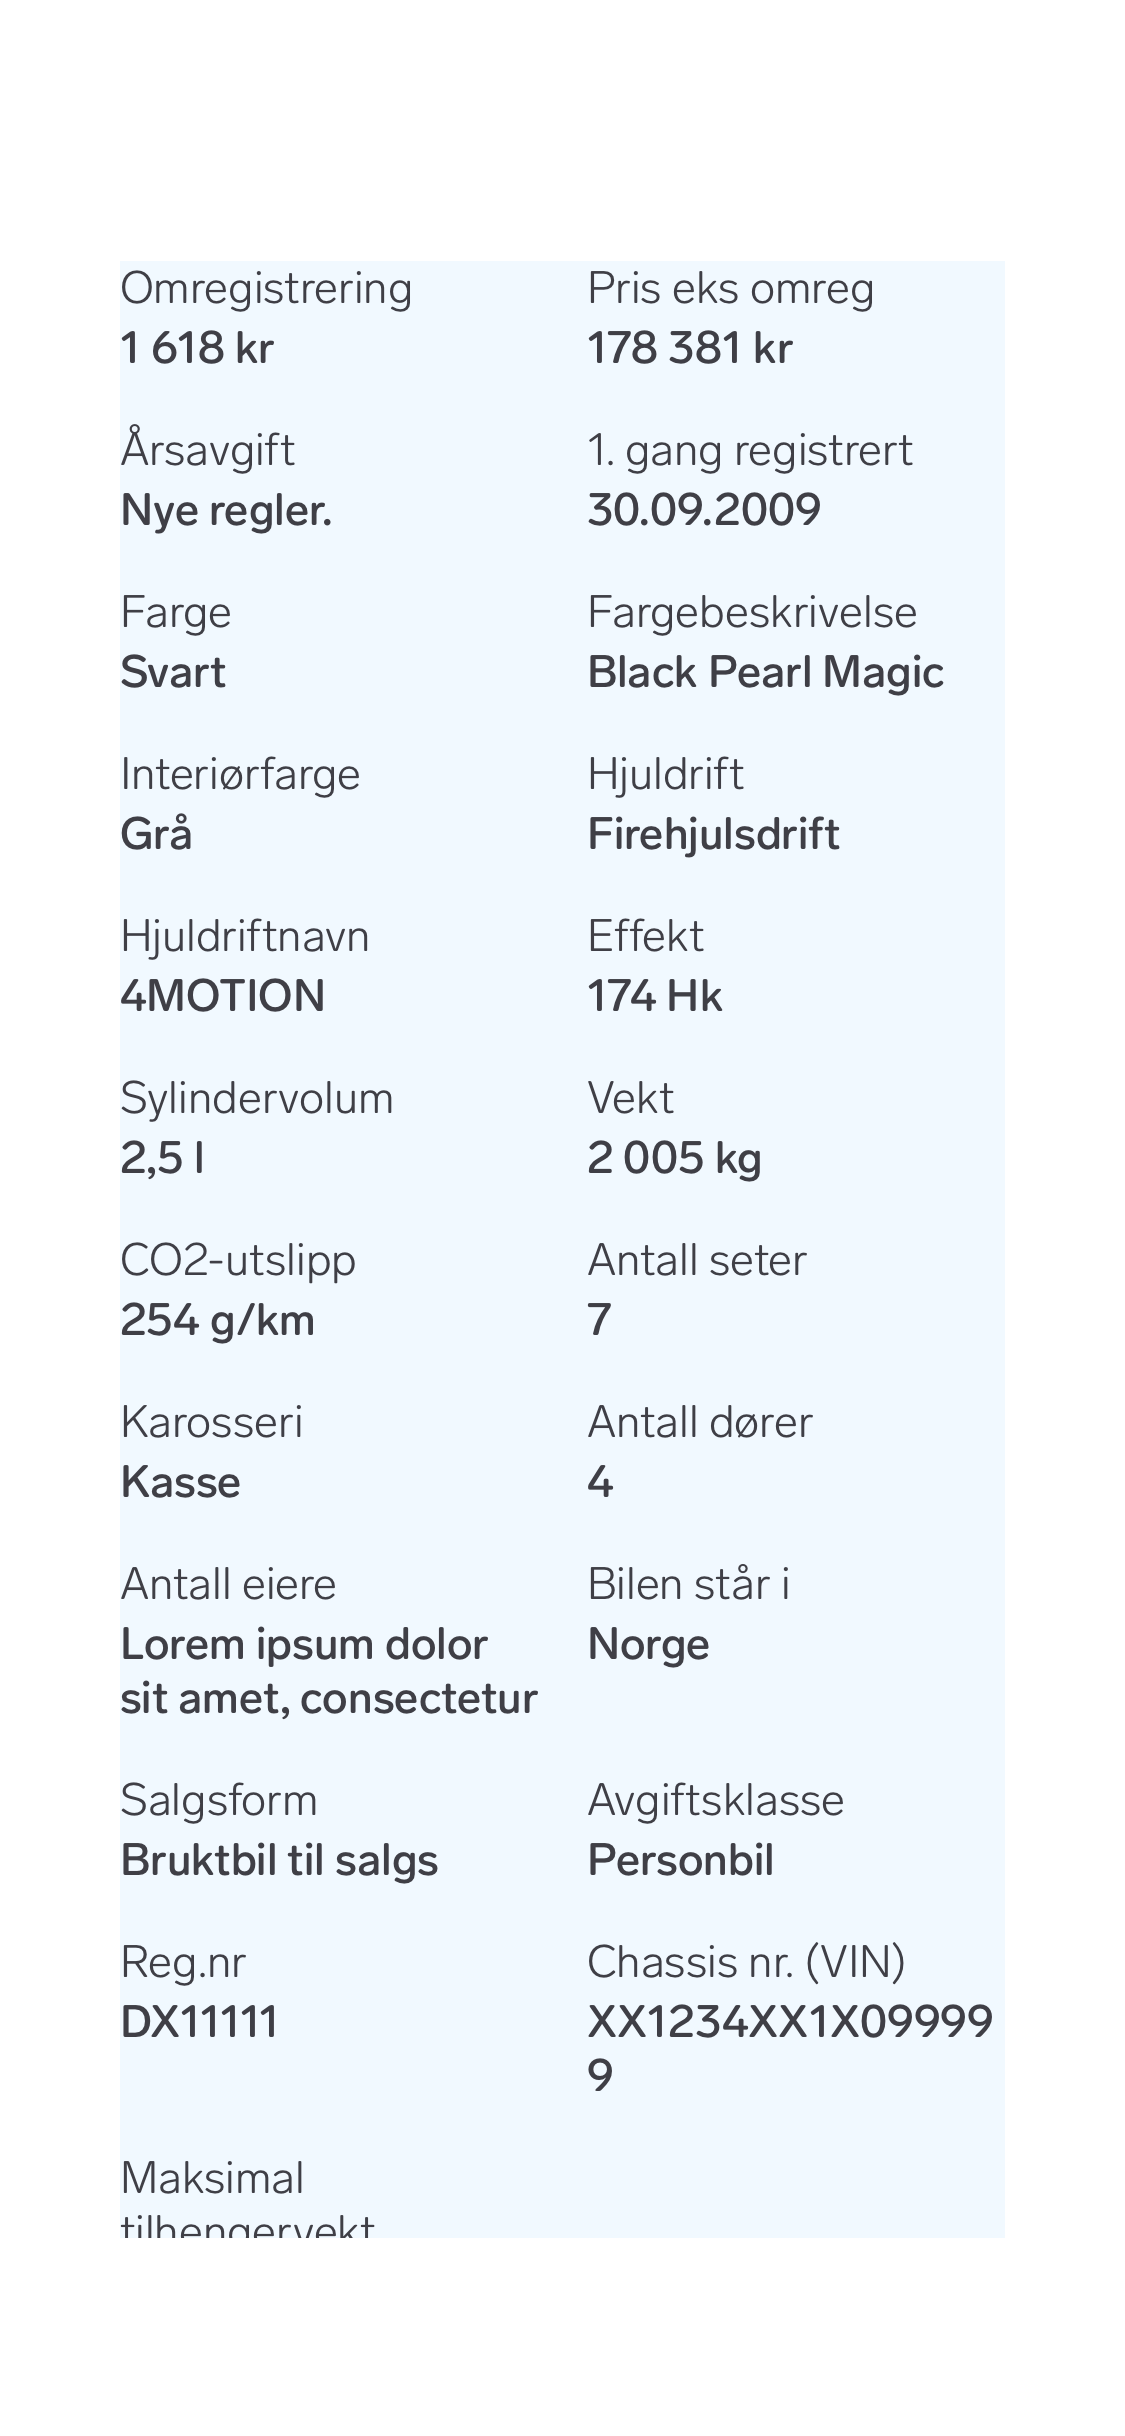 Omregistrering
1 618 kr
Pris eks omreg
178 381 kr
Årsavgift
Nye regler.
1. gang registrert
30.09.2009
Farge
Svart
Fargebeskrivelse
Black Pearl Magic
Interiørfarge
Grå
Hjuldrift
Firehjulsdrift
Hjuldriftnavn
4MOTION
Effekt
174 Hk
Sylindervolum
2,5 l
Vekt
2 005 kg
CO2-utslipp
254 g/km
Antall seter
7
Karosseri
Kasse
Antall dører
4
Antall eiere
Lorem ipsum dolor
sit amet, consectetur
Bilen står i
Norge
Salgsform
Bruktbil til salgs
Avgiftsklasse
Personbil
Reg.nr
DX11111
Chassis nr. (VIN)
XX1234XX1X09999
9
Maksimal
tilhengervekt